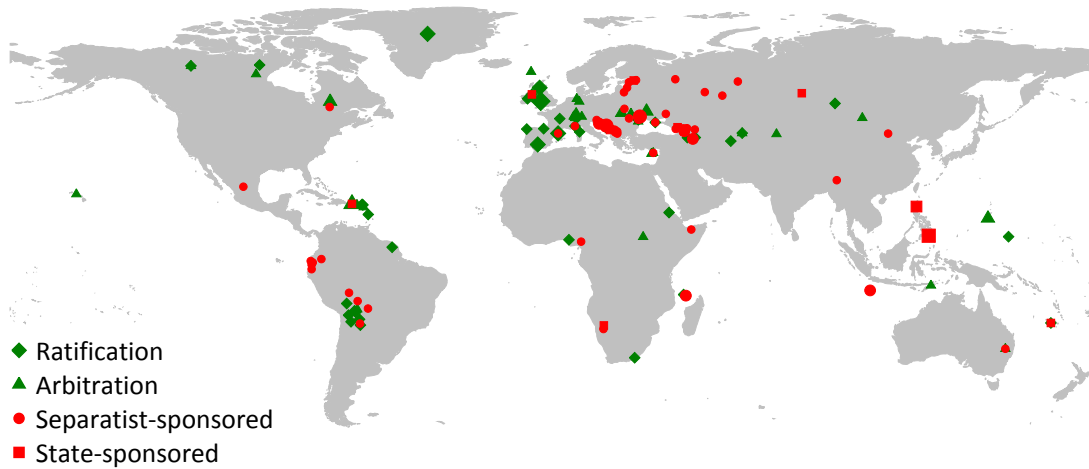 Ratification
Arbitration
Separatist-sponsored
State-sponsored